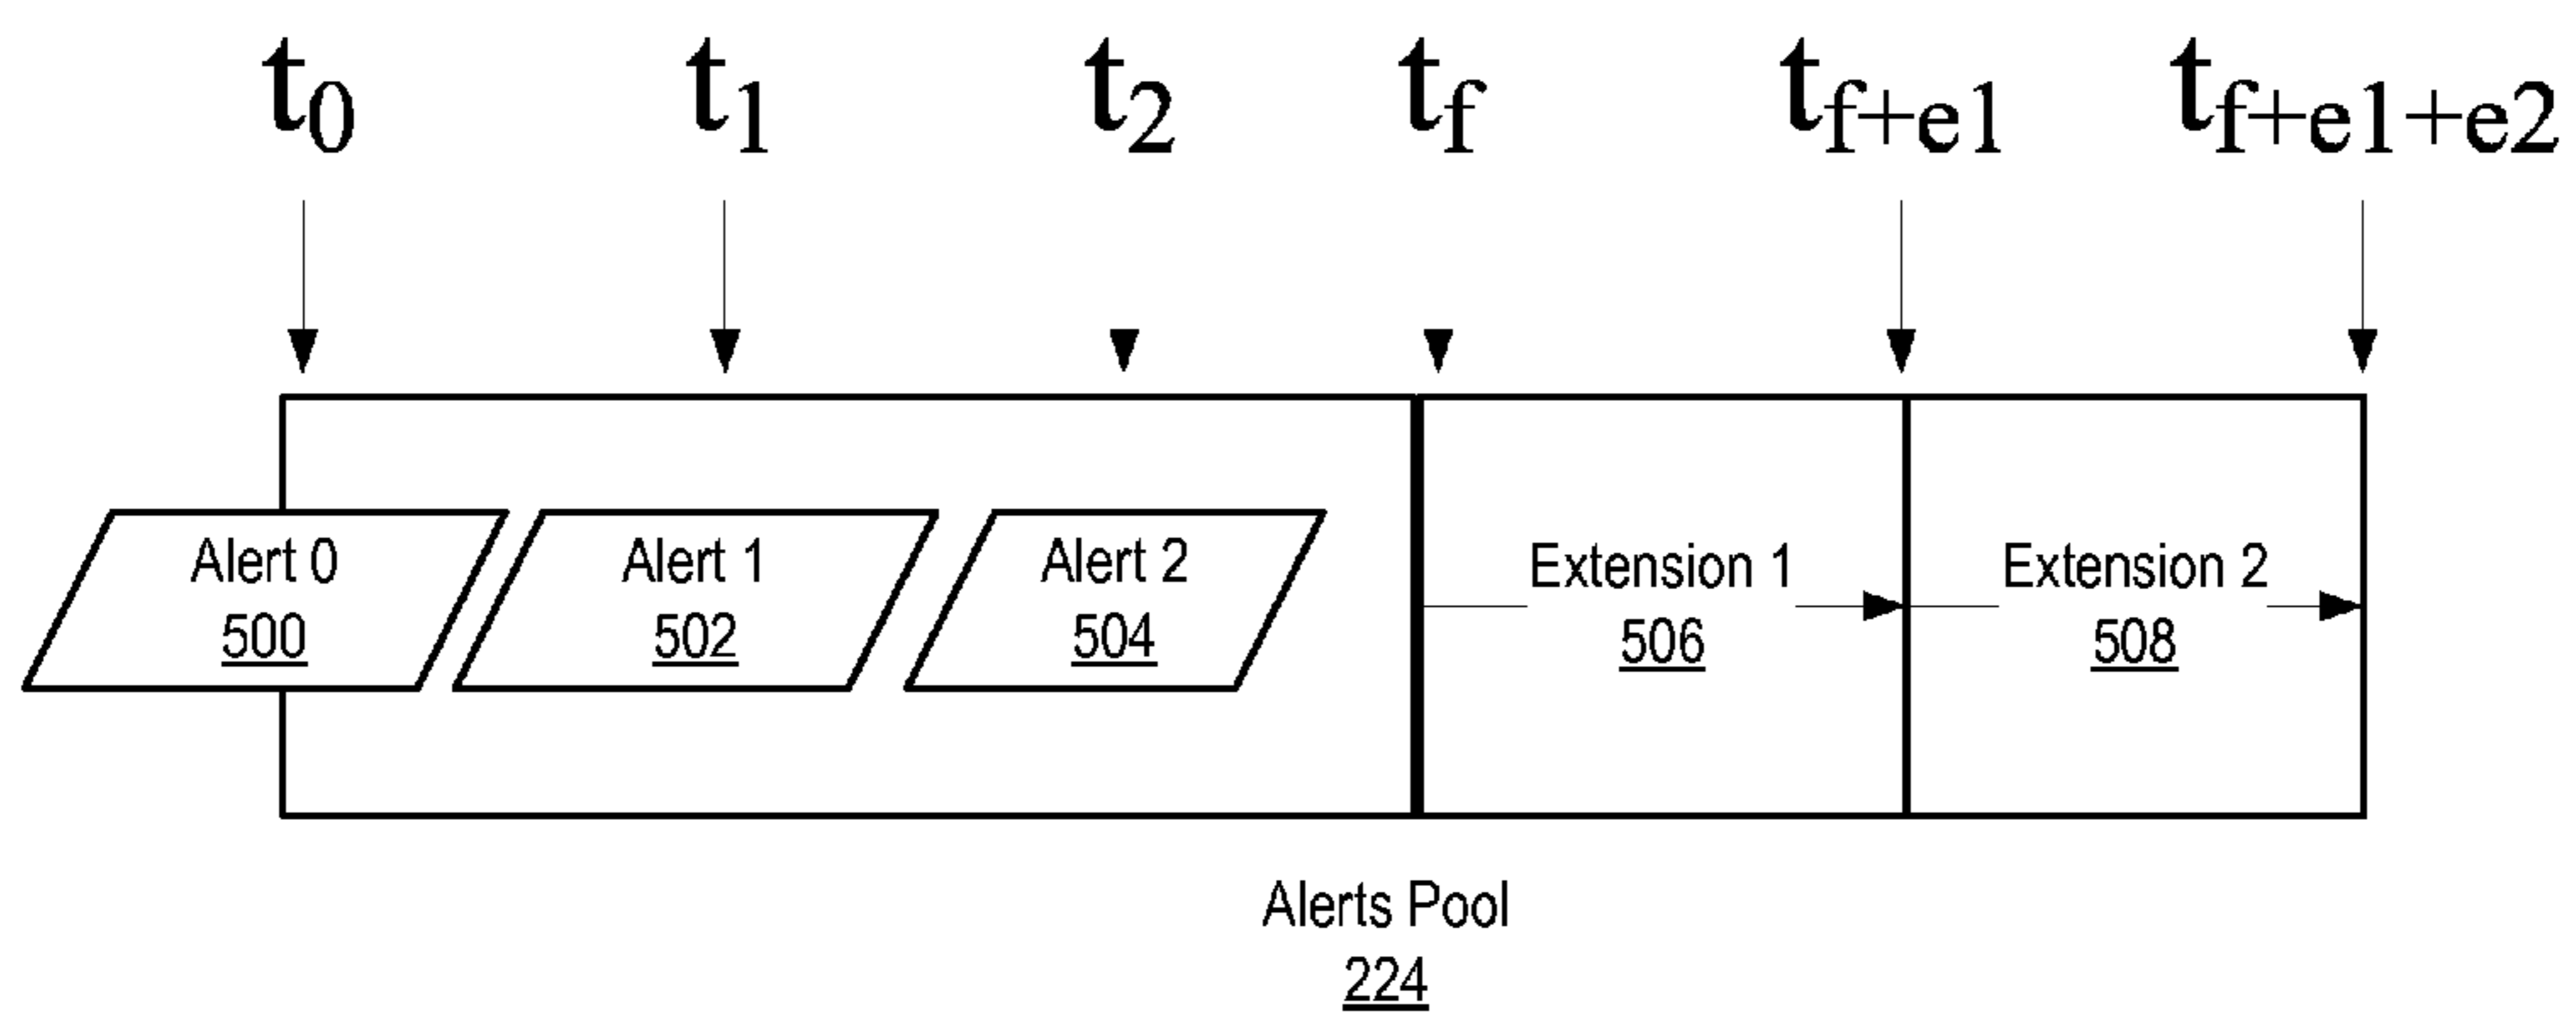 t0 t1 t2 tf tf+e1 tf+e1+e2
Alert 0 Alert 1 Alert 2 Extension 1 Extension 2
500 502 504 506 508
Alerts Pool
224